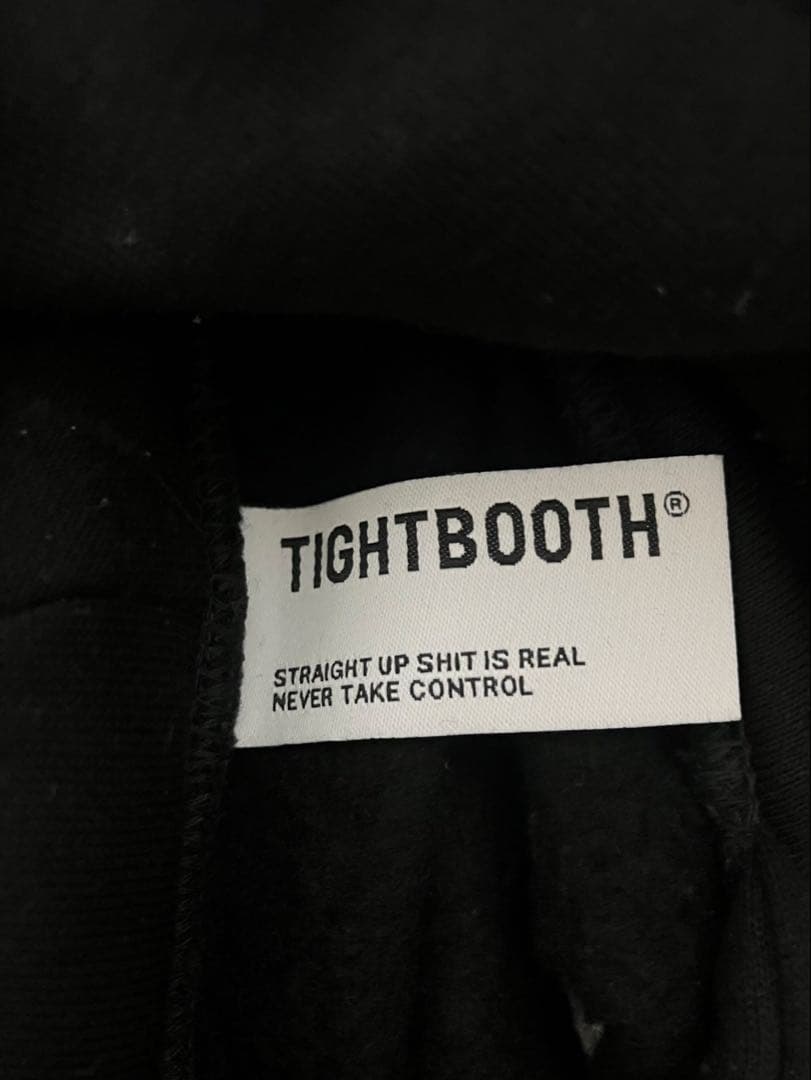 TIGHTBOOTH®
STRAIGHT UP SHIT IS REAL
NEVER TAKE CONTROL